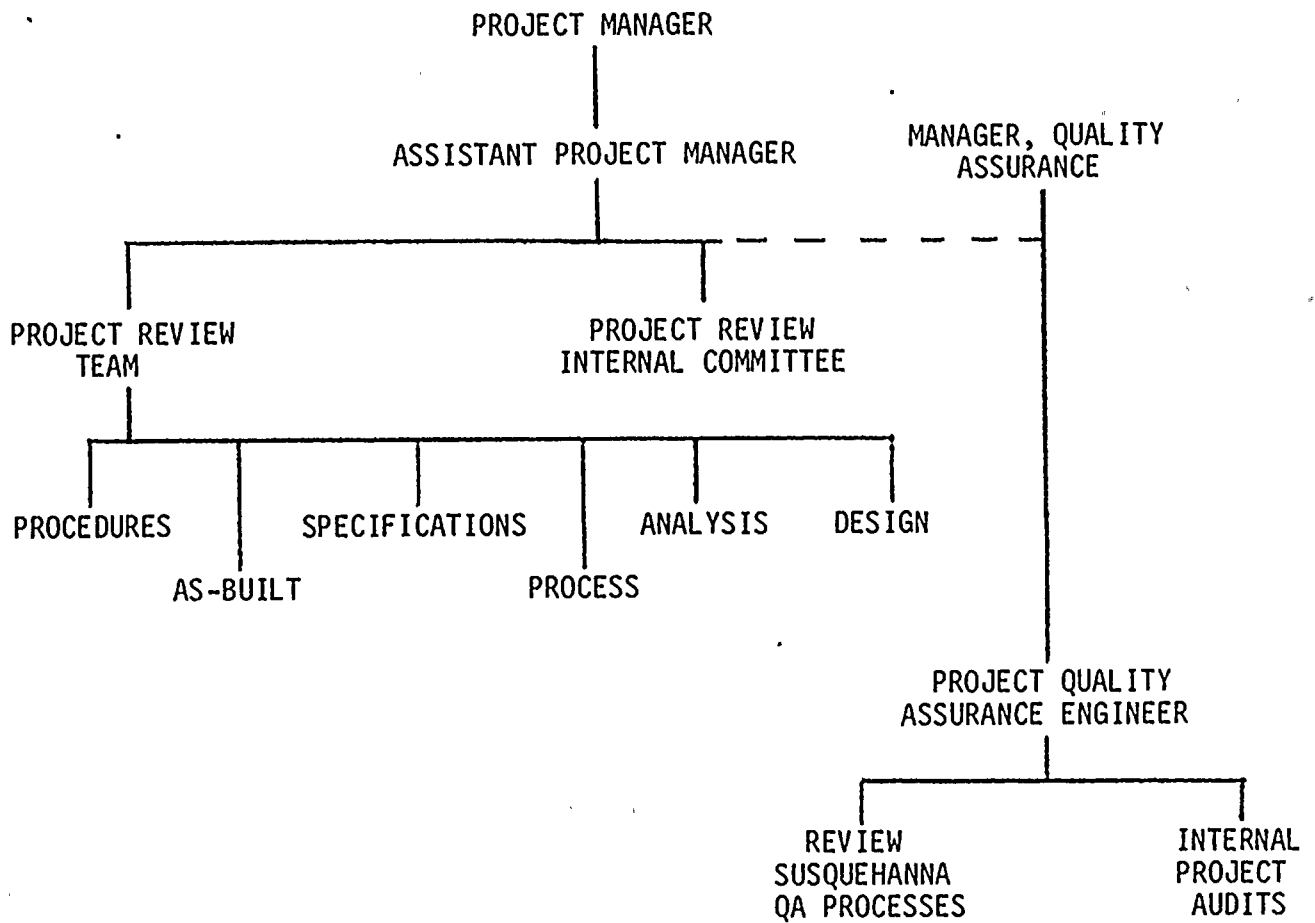 PROJECT MANAGER
ASSISTANT PROJECT MANAGER
MANAGER, QUALITY
ASSURANCE
PROJECT REVIEW
TEAM
PROJECT REVIEW
INTERNAL COMMITTEE
PROCEDURES
AS-BUILT
SPECIFICATIONS
PROCESS
ANALYSIS
DESIGN
PROJECT QUALITY
ASSURANCE ENGINEER
REVIEW
SUSQUEHANNA
QA PROCESSES
INTERNAL
PROJECT
AUDITS